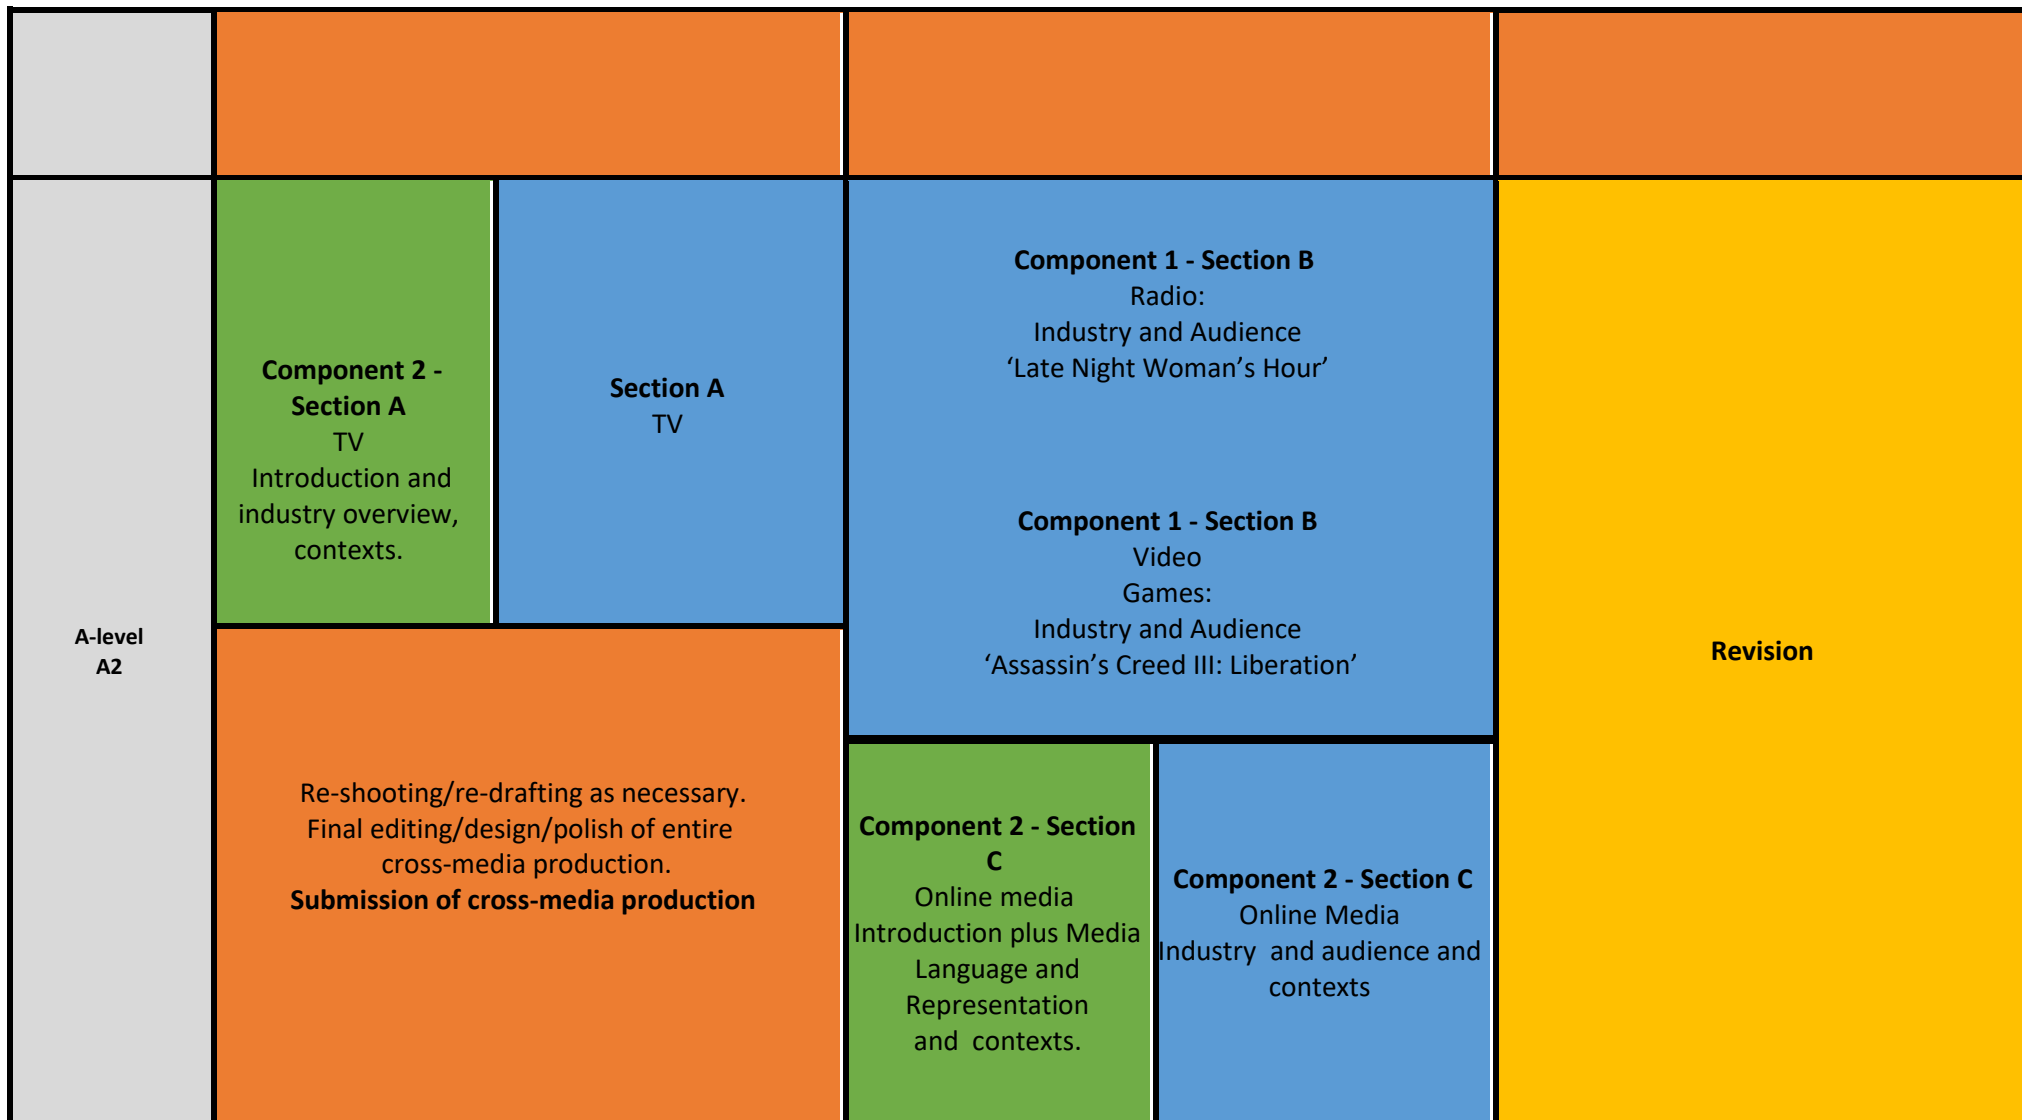 A-level
A2
Component 2 -
Section A
TV
Introduction and
industry overview,
contexts.
Section A
TV
Re-shooting/re-drafting as necessary.
Final editing/design/polish of entire
cross-media production.
Submission of cross-media production
Component 1 - Section B
Radio:
Industry and Audience
‘Late Night Woman’s Hour’
Component 1 - Section B
Video
Games:
Industry and Audience
‘Assassin’s Creed III: Liberation’
Component 2 - Section
C
Online media
Introduction plus Media
Language and
Representation
and contexts.
Component 2 - Section C
Online Media
Industry and audience and
contexts
Revision